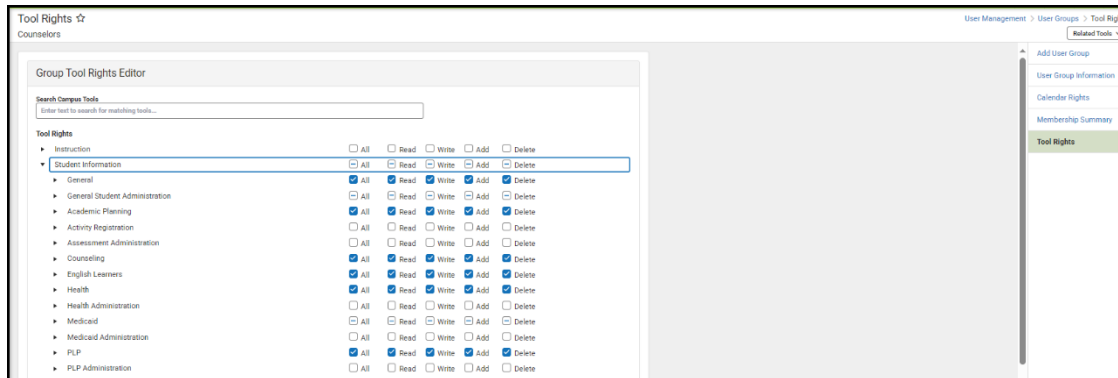 Tool Rights
User Management > User Groups > Tool Rig
Counselors
Related Tools
Add User Group
Group Tool Rights Editor
User Group Information
Search Campus Tools
Calendar Rights
Enter text to search for matching tools...
Membership Summary
Tool Rights
Tool Rights
Instruction All Read Write Add Delete
Student Information All Read Write Add Delete
General All Read Write Add Delete
General Student Administration All Read Write Add Delete
Academic Planning All Read Write Add Delete
Activity Registration All Read Write Add Delete
Assessment Administration All Read Write Add Delete
Counseling All Read Write Add Delete
English Learners All Read Write Add Delete
Health All Read Write Add Delete
Health Administration All Read Write Add Delete
Medicaid All Read Write Add Delete
Medicaid Administration All Read Write Add Delete
PLP All Read Write Add Delete
PLP Administration All Read Write Add Delete